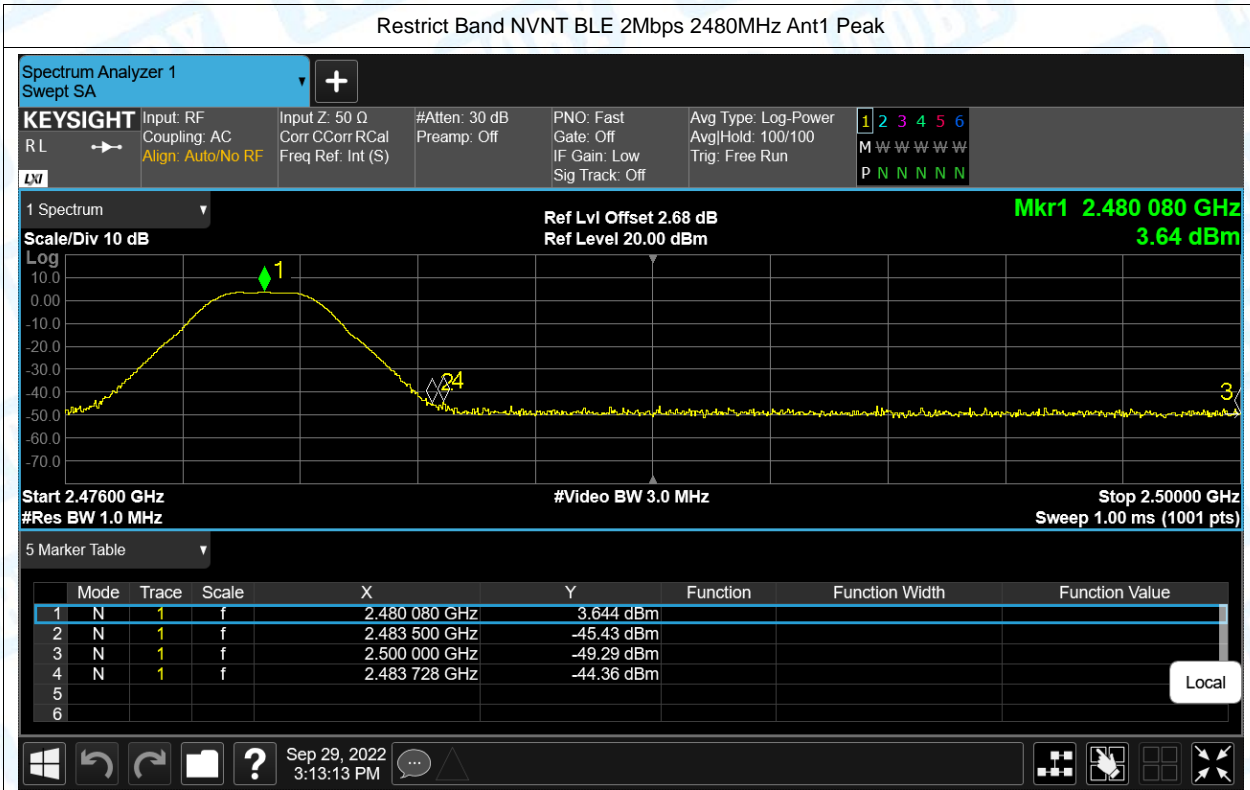 Restrict Band NVNT BLE 2Mbps 2480MHz Ant1 Peak
Spectrum Analyzer 1
Swept SA
KEYSIGHT
RL
LXI
Input: RF
Coupling: AC
Align: Auto/No RF
Input Z: 50 Ω
Corr CCorr RCal
Freq Ref: Int (S)
#Atten: 30 dB
Preamp: Off
PNO: Fast
Gate: Off
IF Gain: Low
Sig Track: Off
Avg Type: Log-Power
Avg|Hold: 100/100
Trig: Free Run
1 2 3 4 5 6
M W W W W W
P N N N N N
1 Spectrum
Scale/Div 10 dB
Ref Lvl Offset 2.68 dB
Ref Level 20.00 dBm
Mkr1 2.480 080 GHz
3.64 dBm
Log
10.0
0.00
-10.0
-20.0
-30.0
-40.0
-50.0
-60.0
-70.0
1
2 4
3
Start 2.47600 GHz
#Res BW 1.0 MHz
#Video BW 3.0 MHz
Stop 2.50000 GHz
Sweep 1.00 ms (1001 pts)
5 Marker Table
Mode Trace Scale X Y Function Function Width Function Value
1 N 1 f 2.480 080 GHz 3.644 dBm
2 N 1 f 2.483 500 GHz -45.43 dBm
3 N 1 f 2.500 000 GHz -49.29 dBm
4 N 1 f 2.483 728 GHz -44.36 dBm
5
6
Local
?
Sep 29, 2022
3:13:13 PM